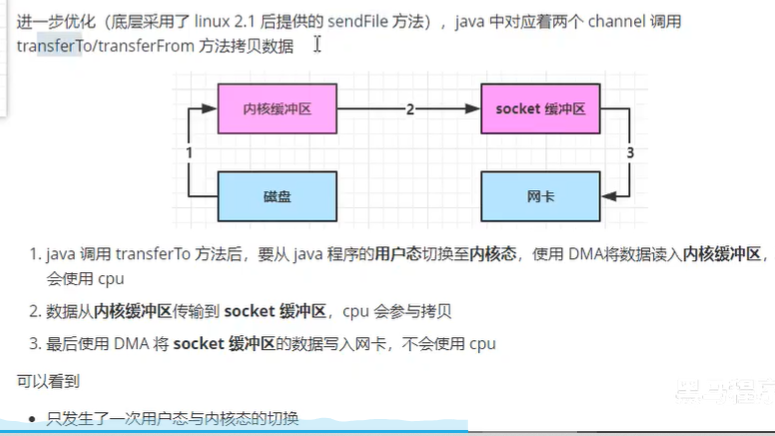 进一步优化（底层采用了 linux 2.1 后提供的 sendFile 方法），java 中对应着两个 channel 调用
transferTo/transferFrom 方法拷贝数据
内核缓冲区
2
socket 缓冲区
1
3
磁盘
网卡
1. java 调用 transferTo 方法后，要从 java 程序的用户态切换至内核态，使用 DMA将数据读入内核缓冲区，
会使用 cpu
2. 数据从内核缓冲区传输到 socket 缓冲区，cpu 会参与拷贝
3. 最后使用 DMA 将 socket 缓冲区的数据写入网卡，不会使用 cpu
可以看到
• 只发生了一次用户态与内核态的切换